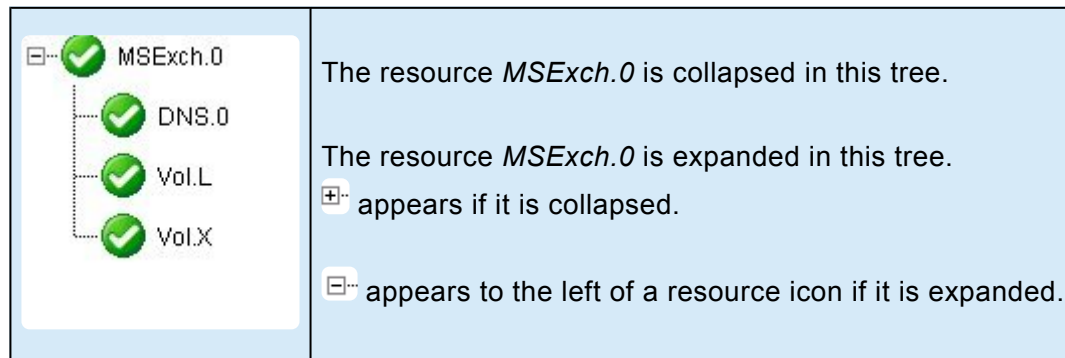 MSExch.0
DNS.0
Vol.L
Vol.X
The resource MSExch.0 is collapsed in this tree.
The resource MSExch.0 is expanded in this tree.
appears if it is collapsed.
appears to the left of a resource icon if it is expanded.